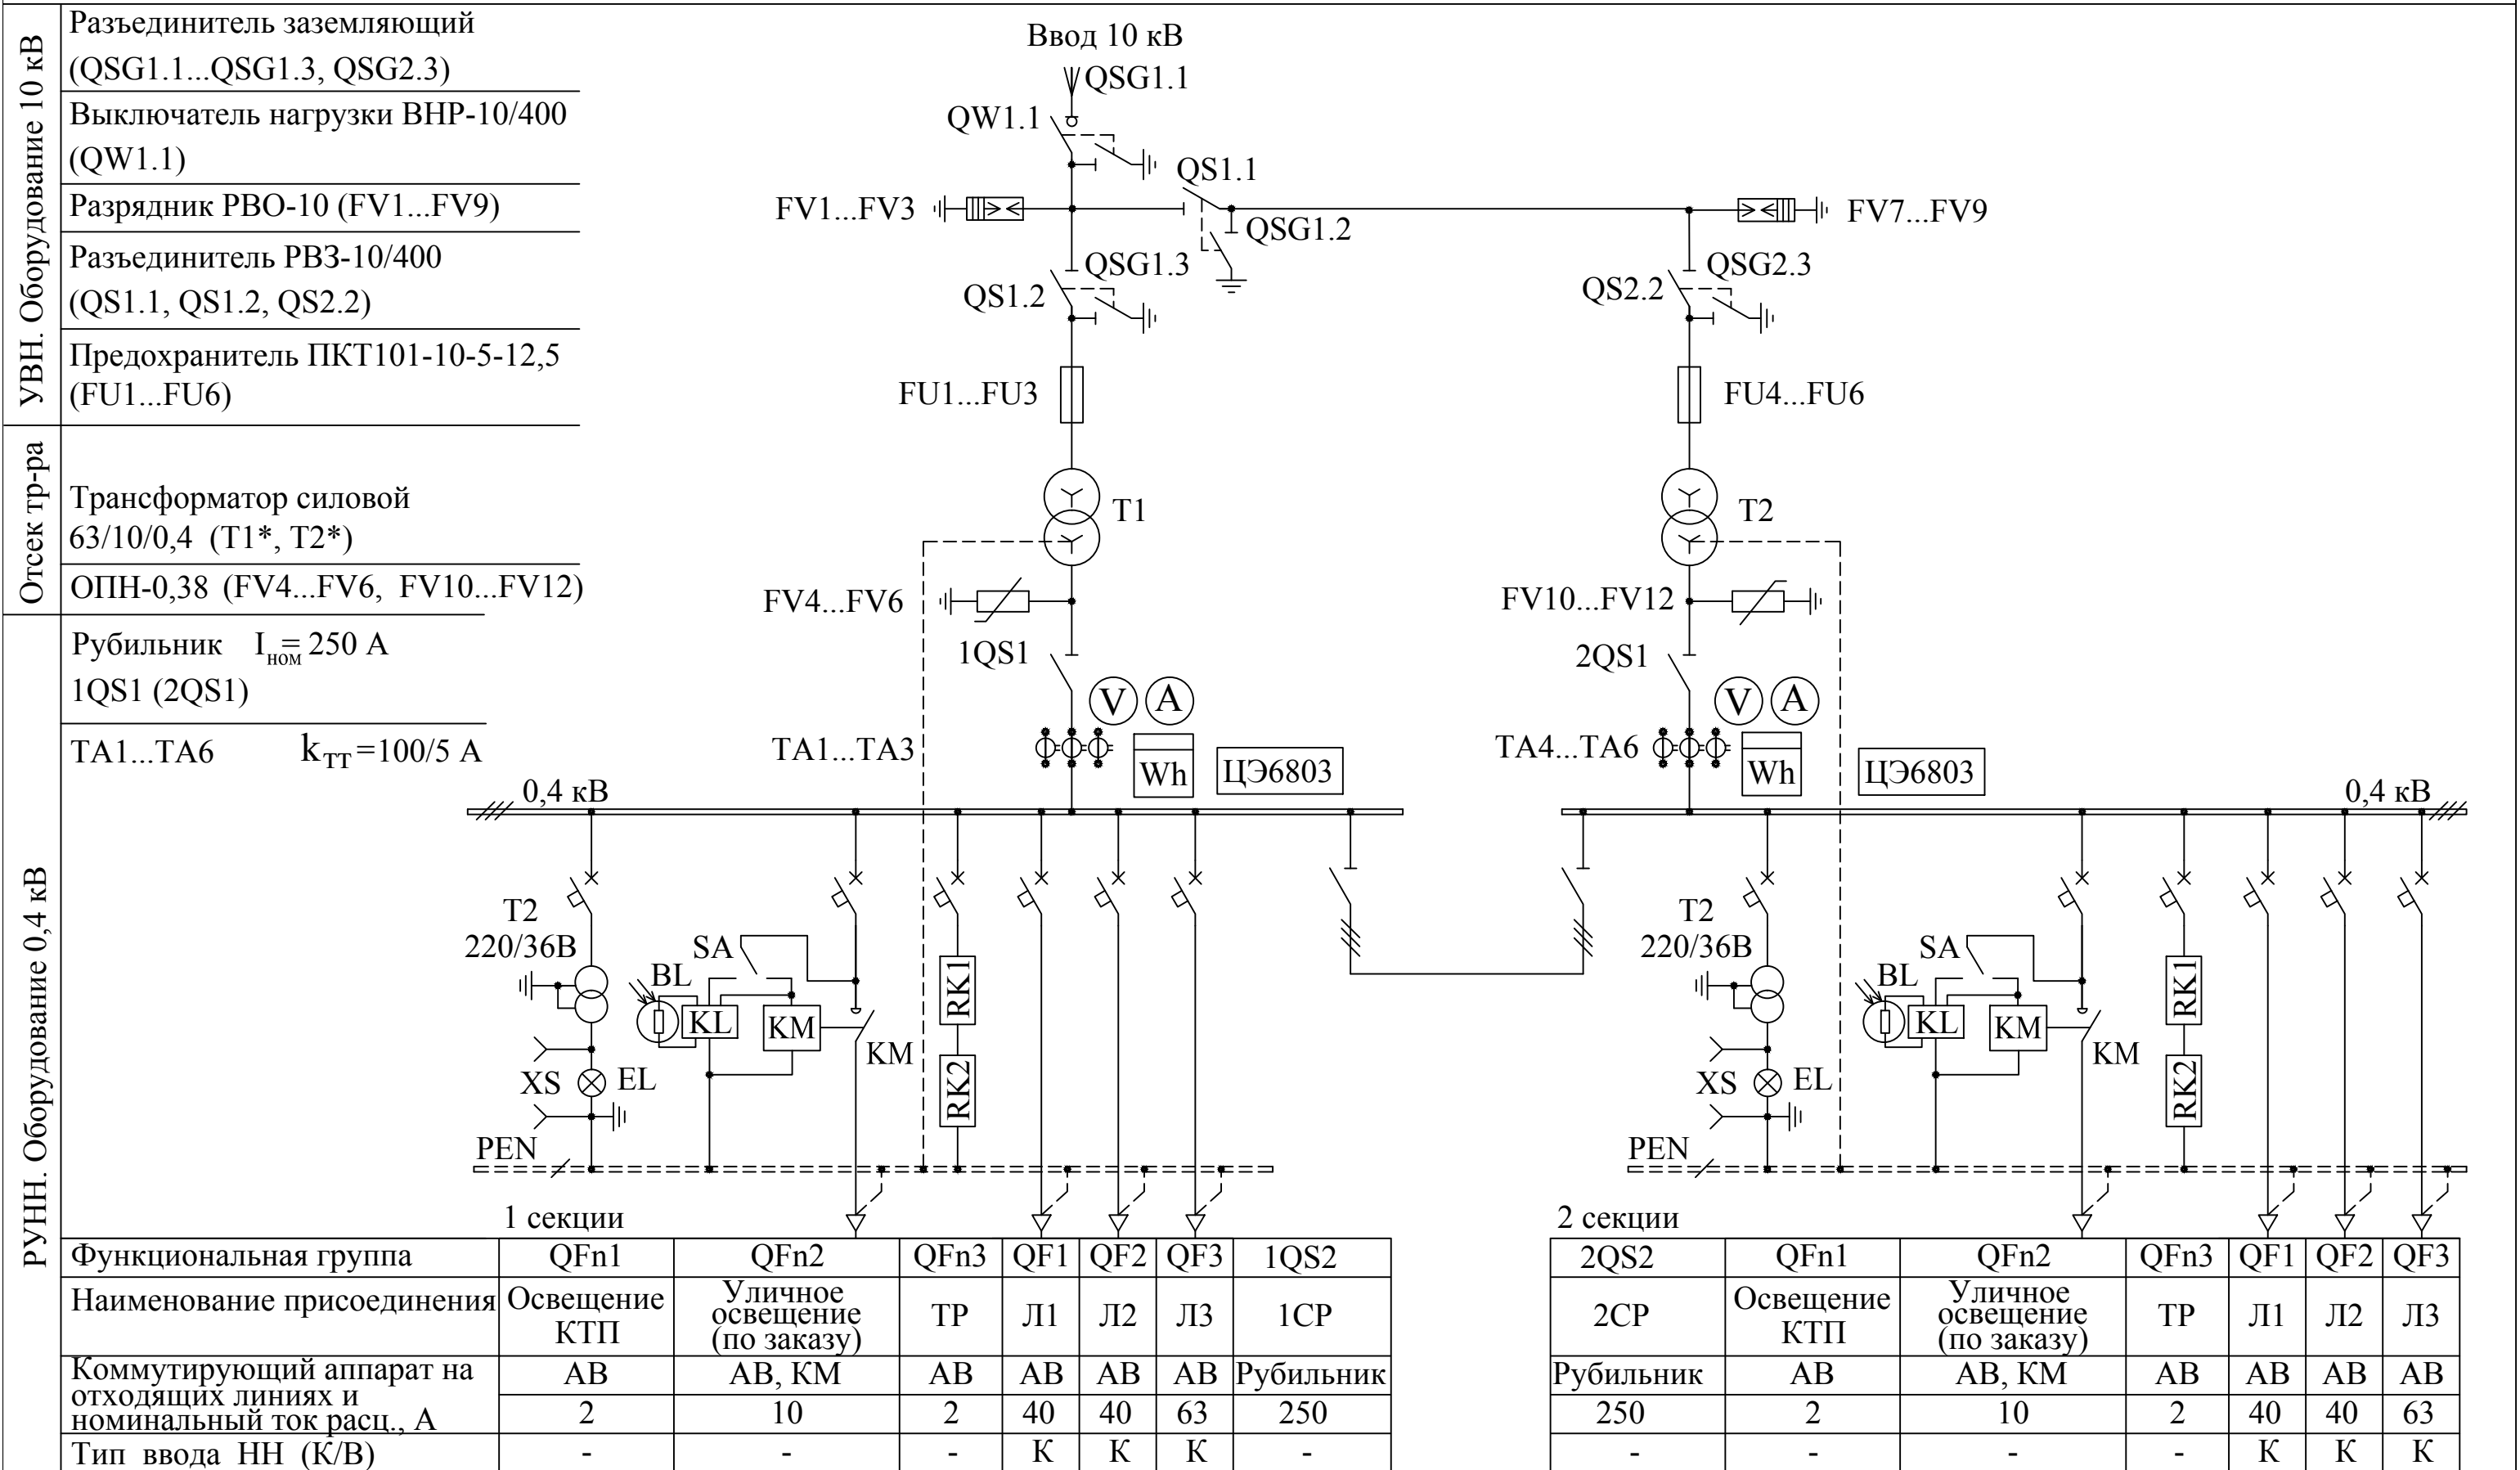 УВН. Оборудование 10 кВ
Разъединитель заземляющий
(QSG1.1...QSG1.3, QSG2.3)
Выключатель нагрузки ВНР-10/400
(QW1.1)
Разрядник РВО-10 (FV1...FV9)
Разъединитель РВЗ-10/400
(QS1.1, QS1.2, QS2.2)
Предохранитель ПКТ101-10-5-12,5
(FU1...FU6)
Отсек тр-ра
Трансформатор силовой
63/10/0,4 (Т1*, Т2*)
ОПН-0,38 (FV4...FV6, FV10...FV12)
РУНН. Оборудование 0,4 кВ
Рубильник Iном = 250 А
1QS1 (2QS1)
ТА1...ТА6 kТТ=100/5 А
Ввод 10 кВ
QSG1.1
QW1.1
QS1.1
FV1...FV3
QSG1.2
FV7...FV9
QSG1.3
QS1.2
QSG2.3
QS2.2
FU1...FU3
FU4...FU6
T1
T2
FV4...FV6
FV10...FV12
1QS1
2QS1
V A
V A
TA1...TA3
Wh
ЦЭ6803
TA4...TA6
Wh
ЦЭ6803
0,4 кВ
0,4 кВ
T2
220/36В
SA
BL
KL
KM
KM
RK1
RK2
XS
EL
PEN
T2
220/36В
SA
BL
KL
KM
KM
RK1
RK2
XS
EL
PEN
1 секции
2 секции
Функциональная группа QFn1 QFn2 QFn3 QF1 QF2 QF3 1QS2 2QS2 QFn1 QFn2 QFn3 QF1 QF2 QF3
Наименование присоединения
Освещение
КТП
Уличное
освещение
(по заказу)
ТР Л1 Л2 Л3 1СР 2СР
Освещение
КТП
Уличное
освещение
(по заказу)
ТР Л1 Л2 Л3
Коммутирующий аппарат на
отходящих линиях и
номинальный ток расц., А
АВ АВ, КМ АВ АВ АВ АВ Рубильник Рубильник АВ АВ, КМ АВ АВ АВ АВ
2 10 2 40 40 63 250 250 2 10 2 40 40 63
Тип ввода НН (К/В) - - - К К К - - - - - К К К